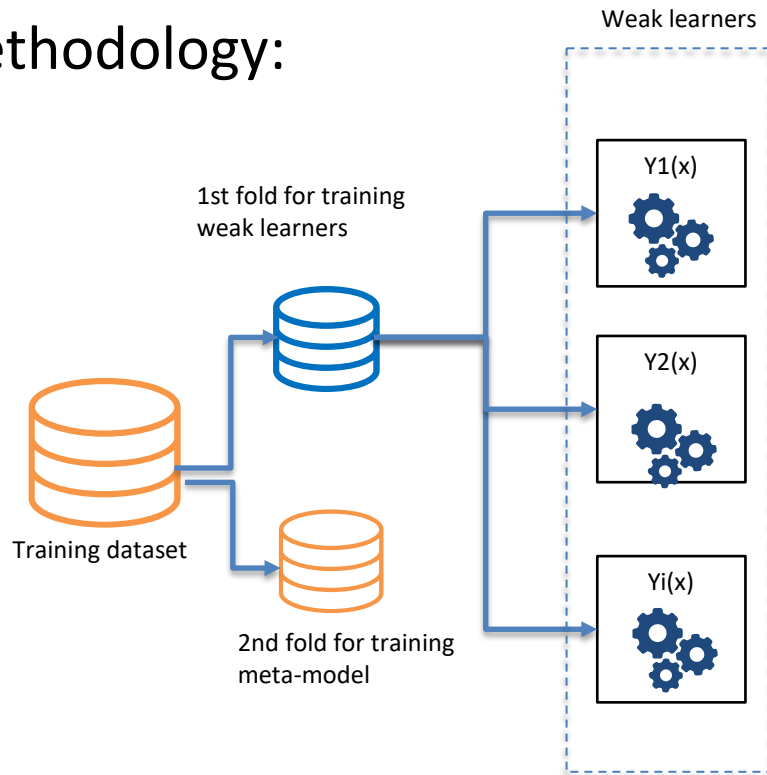 ethodology:
Weak learners
Y1(x)
1st fold for training
weak learners
Y2(x)
Training dataset
Yi(x)
2nd fold for training
meta-model